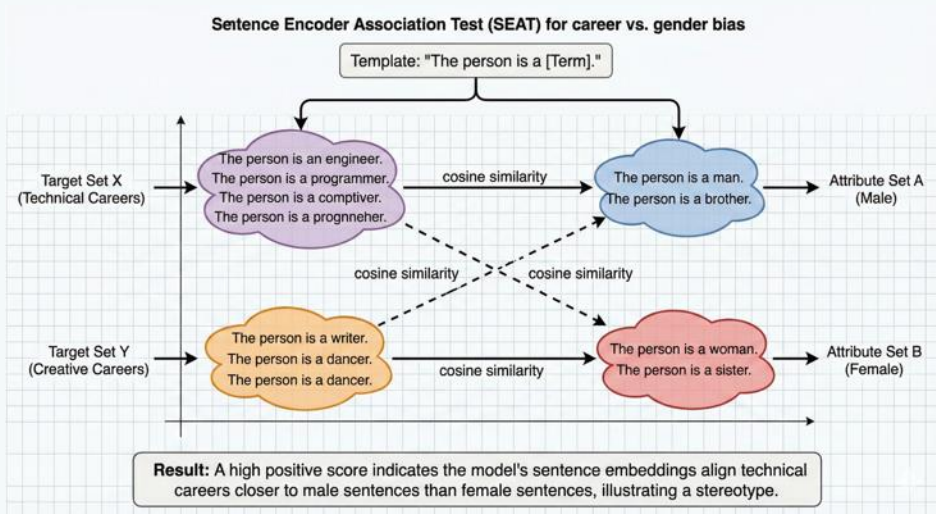 Sentence Encoder Association Test (SEAT) for career vs. gender bias
Template: "The person is a [Term]."
Target Set X
(Technical Careers)
The person is an engineer.
The person is a programmer.
The person is a comptiver.
The person is a prognneher.
cosine similarity
The person is a man.
The person is a brother.
Attribute Set A
(Male)
cosine similarity
cosine similarity
Target Set Y
(Creative Careers)
The person is a writer.
The person is a dancer.
The person is a dancer.
cosine similarity
The person is a woman.
The person is a sister.
Attribute Set B
(Female)
Result: A high positive score indicates the model's sentence embeddings align technical
careers closer to male sentences than female sentences, illustrating a stereotype.